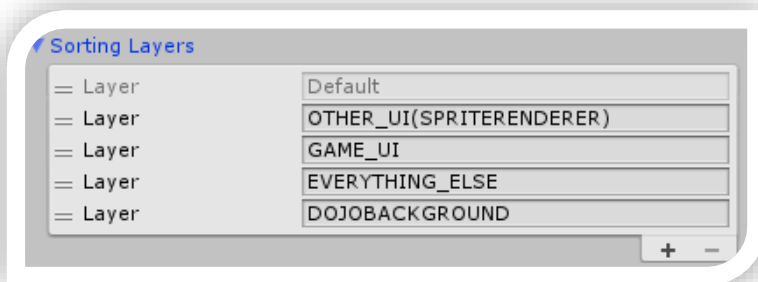 Sorting Layers
Layer Default
Layer OTHER_UI(SPRITERENDERER)
Layer GAME_UI
Layer EVERYTHING_ELSE
Layer DOJOBACKGROUND
+ −